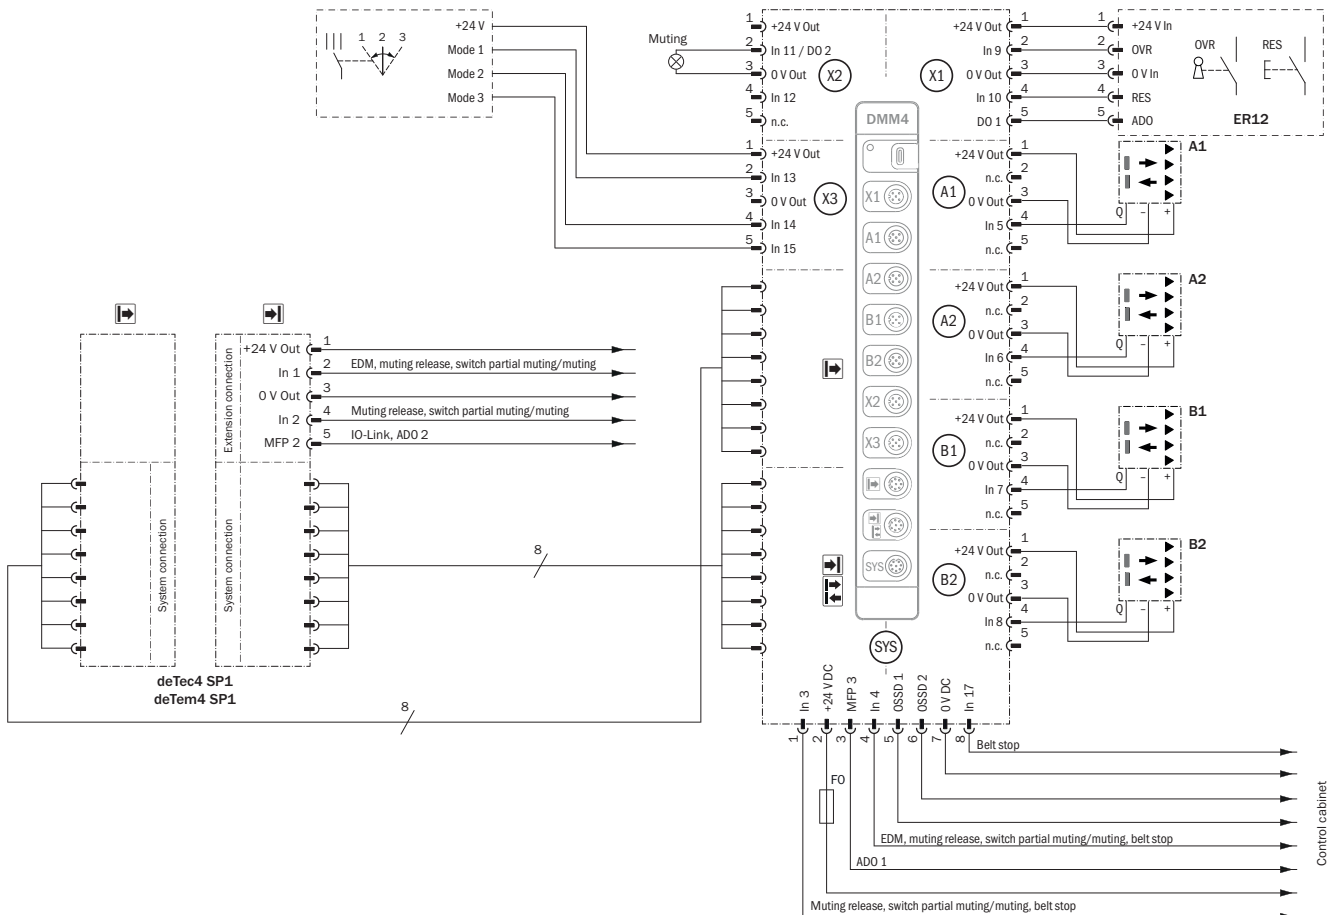 +24 V
Mode 1
Mode 2
Mode 3
1 2 3
Muting
1 +24 V Out
2 In 11 / DO 2
3 0 V Out
4 In 12
5 n.c.
X2
X1
+24 V Out 1
In 9 2
0 V Out 3
In 10 4
DO 1 5
1 +24 V In
2 OVR
3 0 V In
4 RES
5 ADO
OVR
RES
ER12
1 +24 V Out
2 In 13
3 0 V Out
4 In 14
5 In 15
X3
DMM4
X1
A1
A2
B1
B2
X2
X3
SYS
A1
+24 V Out 1
n.c. 2
0 V Out 3
In 5 4
n.c. 5
A1
Q – +
A2
+24 V Out 1
n.c. 2
0 V Out 3
In 6 4
n.c. 5
A2
Q – +
B1
+24 V Out 1
n.c. 2
0 V Out 3
In 7 4
n.c. 5
B1
Q – +
B2
+24 V Out 1
n.c. 2
0 V Out 3
In 8 4
n.c. 5
B2
Q – +
Extension connection
+24 V Out 1
In 1 2 EDM, muting release, switch partial muting/muting
0 V Out 3
In 2 4 Muting release, switch partial muting/muting
MFP 2 5 IO-Link, ADO 2
System connection
System connection
8
8
deTec4 SP1
deTem4 SP1
SYS
In 3
+24 V DC
MFP 3
In 4
OSSD 1
OSSD 2
0 V DC
In 17
1
2
3
4
5
6
7
8
Belt stop
F0
EDM, muting release, switch partial muting/muting, belt stop
ADO 1
Muting release, switch partial muting/muting, belt stop
Control cabinet